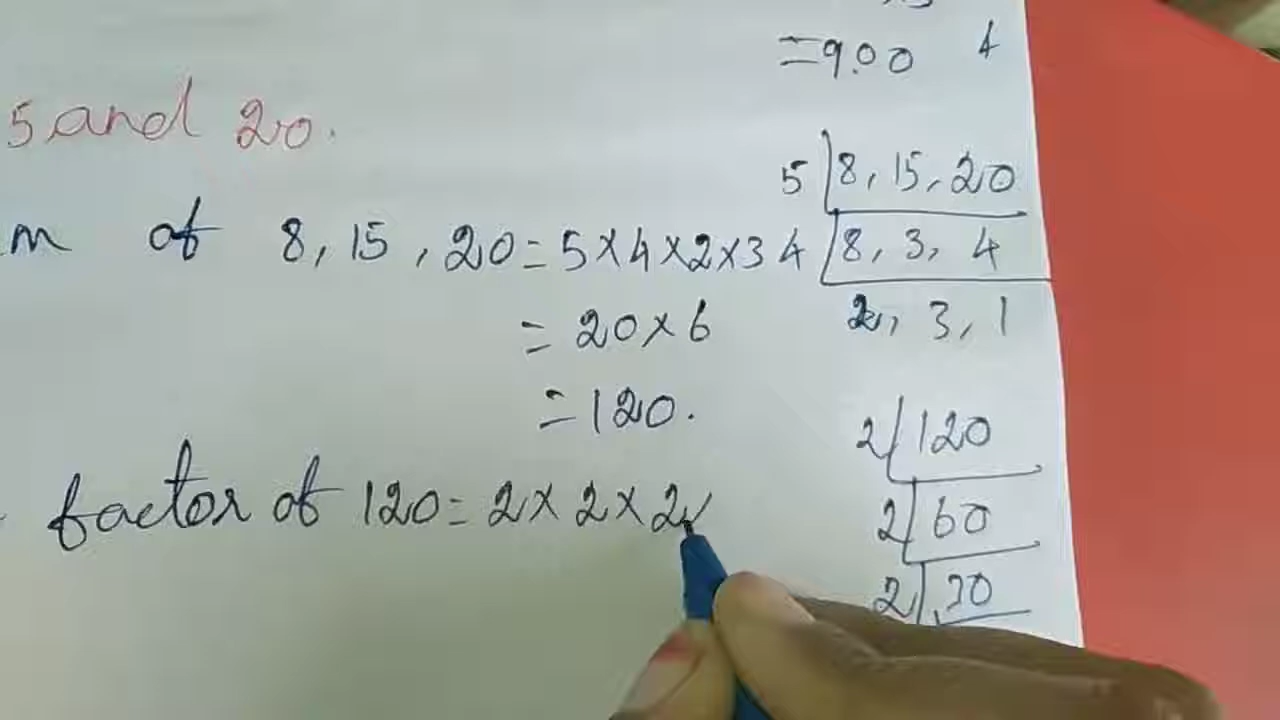 =900 4
5 and 20.
5 8, 15, 20
m of 8, 15, 20 = 5×4×2×3 4 8, 3, 4
2, 3, 1
= 20×6
= 120.
2 120
factor of 120 = 2× 2× 2
2 60
2 30